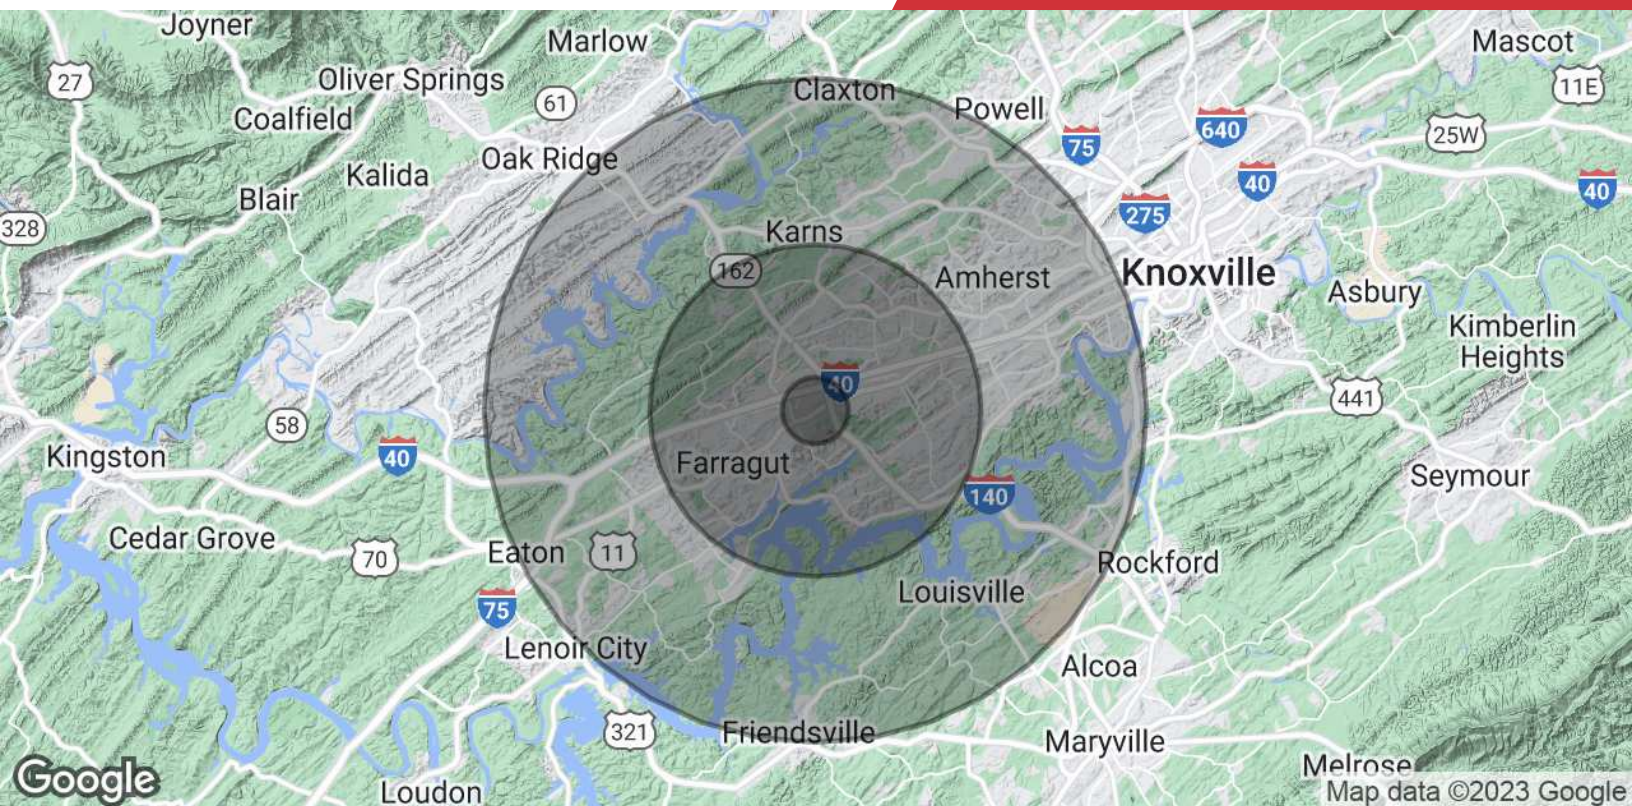 Joyner
Marlow
Mascot
27
Oliver Springs
11E
61
Claxton
Powell
Coalfield
640
25W
75
Oak Ridge
Kalida
40
40
Blair
275
328
Karns
162
Amherst
Knoxville
Asbury
Kimberlin
Heights
40
441
58
Kingston
40
Farragut
Seymour
140
Cedar Grove
70
Eaton
11
Rockford
Louisville
75
Lenoir City
Alcoa
321
Friendsville
Maryville
Melrose
Google
Loudon
Map data ©2023 Google